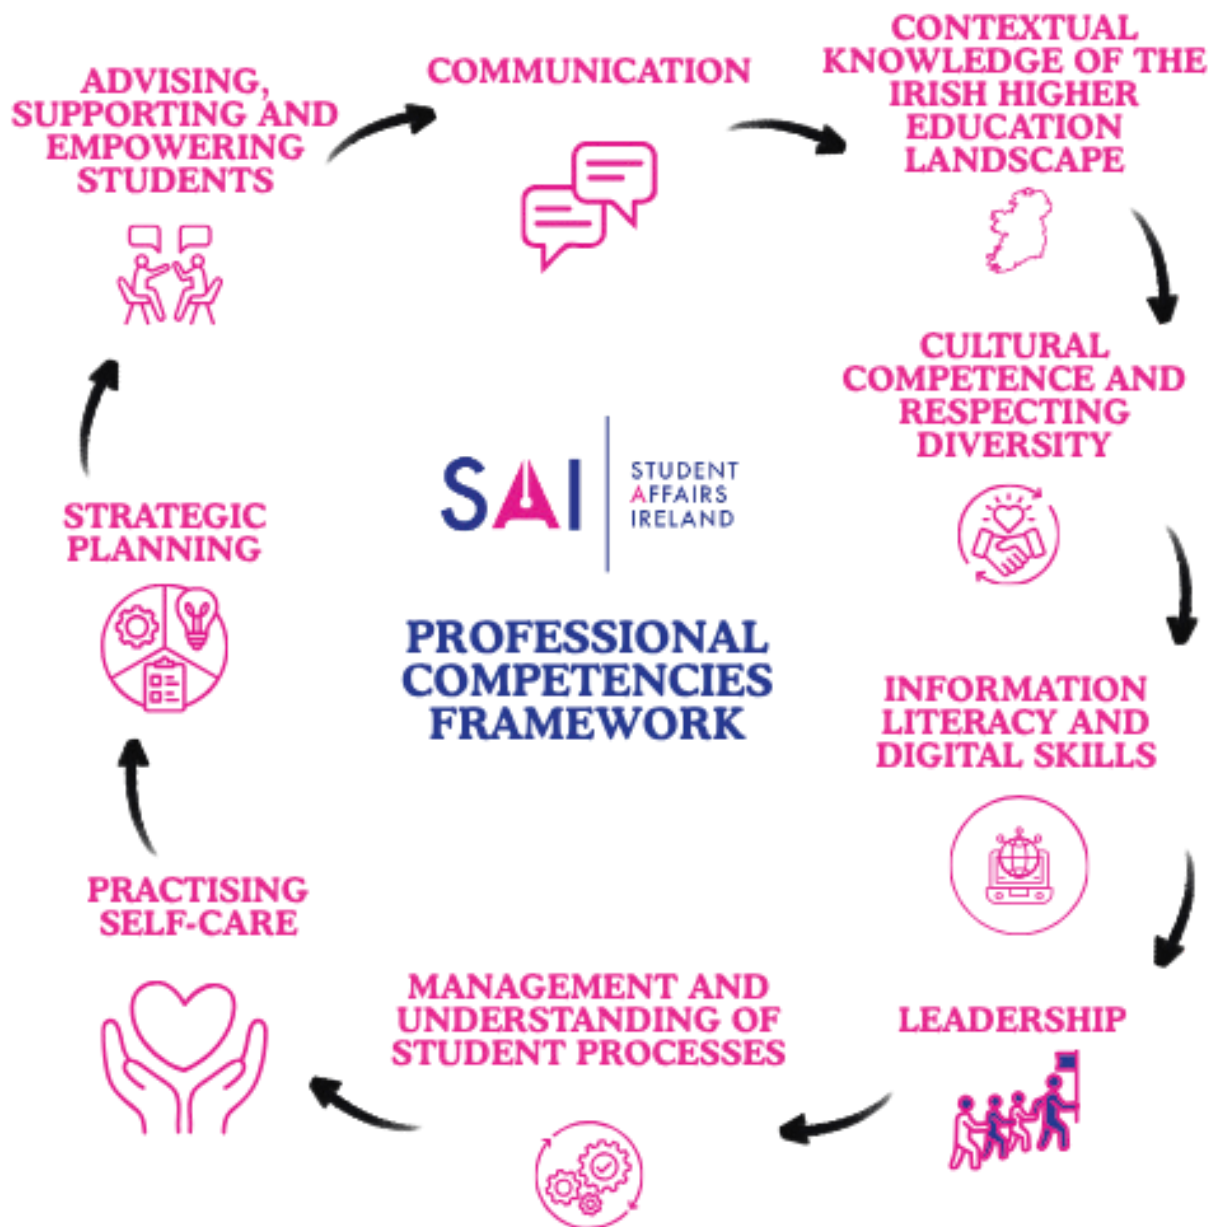 ADVISING,
SUPPORTING AND
EMPOWERING
STUDENTS
COMMUNICATION
CONTEXTUAL
KNOWLEDGE OF THE
IRISH HIGHER
EDUCATION
LANDSCAPE
CULTURAL
COMPETENCE AND
RESPECTING
DIVERSITY
INFORMATION
LITERACY AND
DIGITAL SKILLS
LEADERSHIP
MANAGEMENT AND
UNDERSTANDING OF
STUDENT PROCESSES
PRACTISING
SELF-CARE
STRATEGIC
PLANNING
SAI
STUDENT
AFFAIRS
IRELAND
PROFESSIONAL
COMPETENCIES
FRAMEWORK